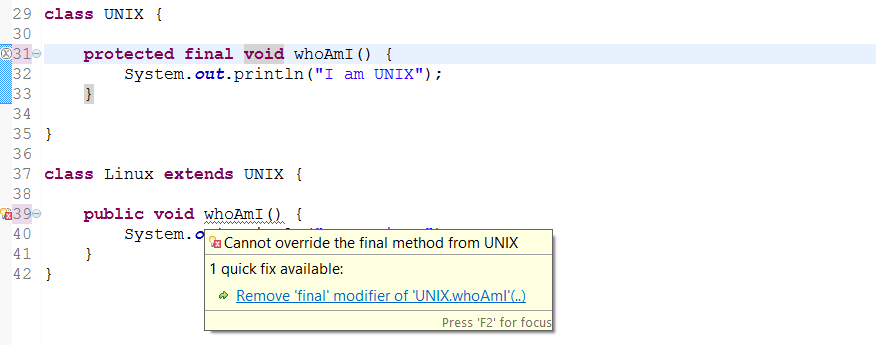 29 class UNIX {
30
31 protected final void whoAmI() {
32 System.out.println("I am UNIX");
33 }
34
35 }
36
37 class Linux extends UNIX {
38
39 public void whoAmI() {
40 System.o
Cannot override the final method from UNIX
41 }
1 quick fix available:
42 }
Remove 'final' modifier of 'UNIX.whoAmI'(..)
Press 'F2' for focus